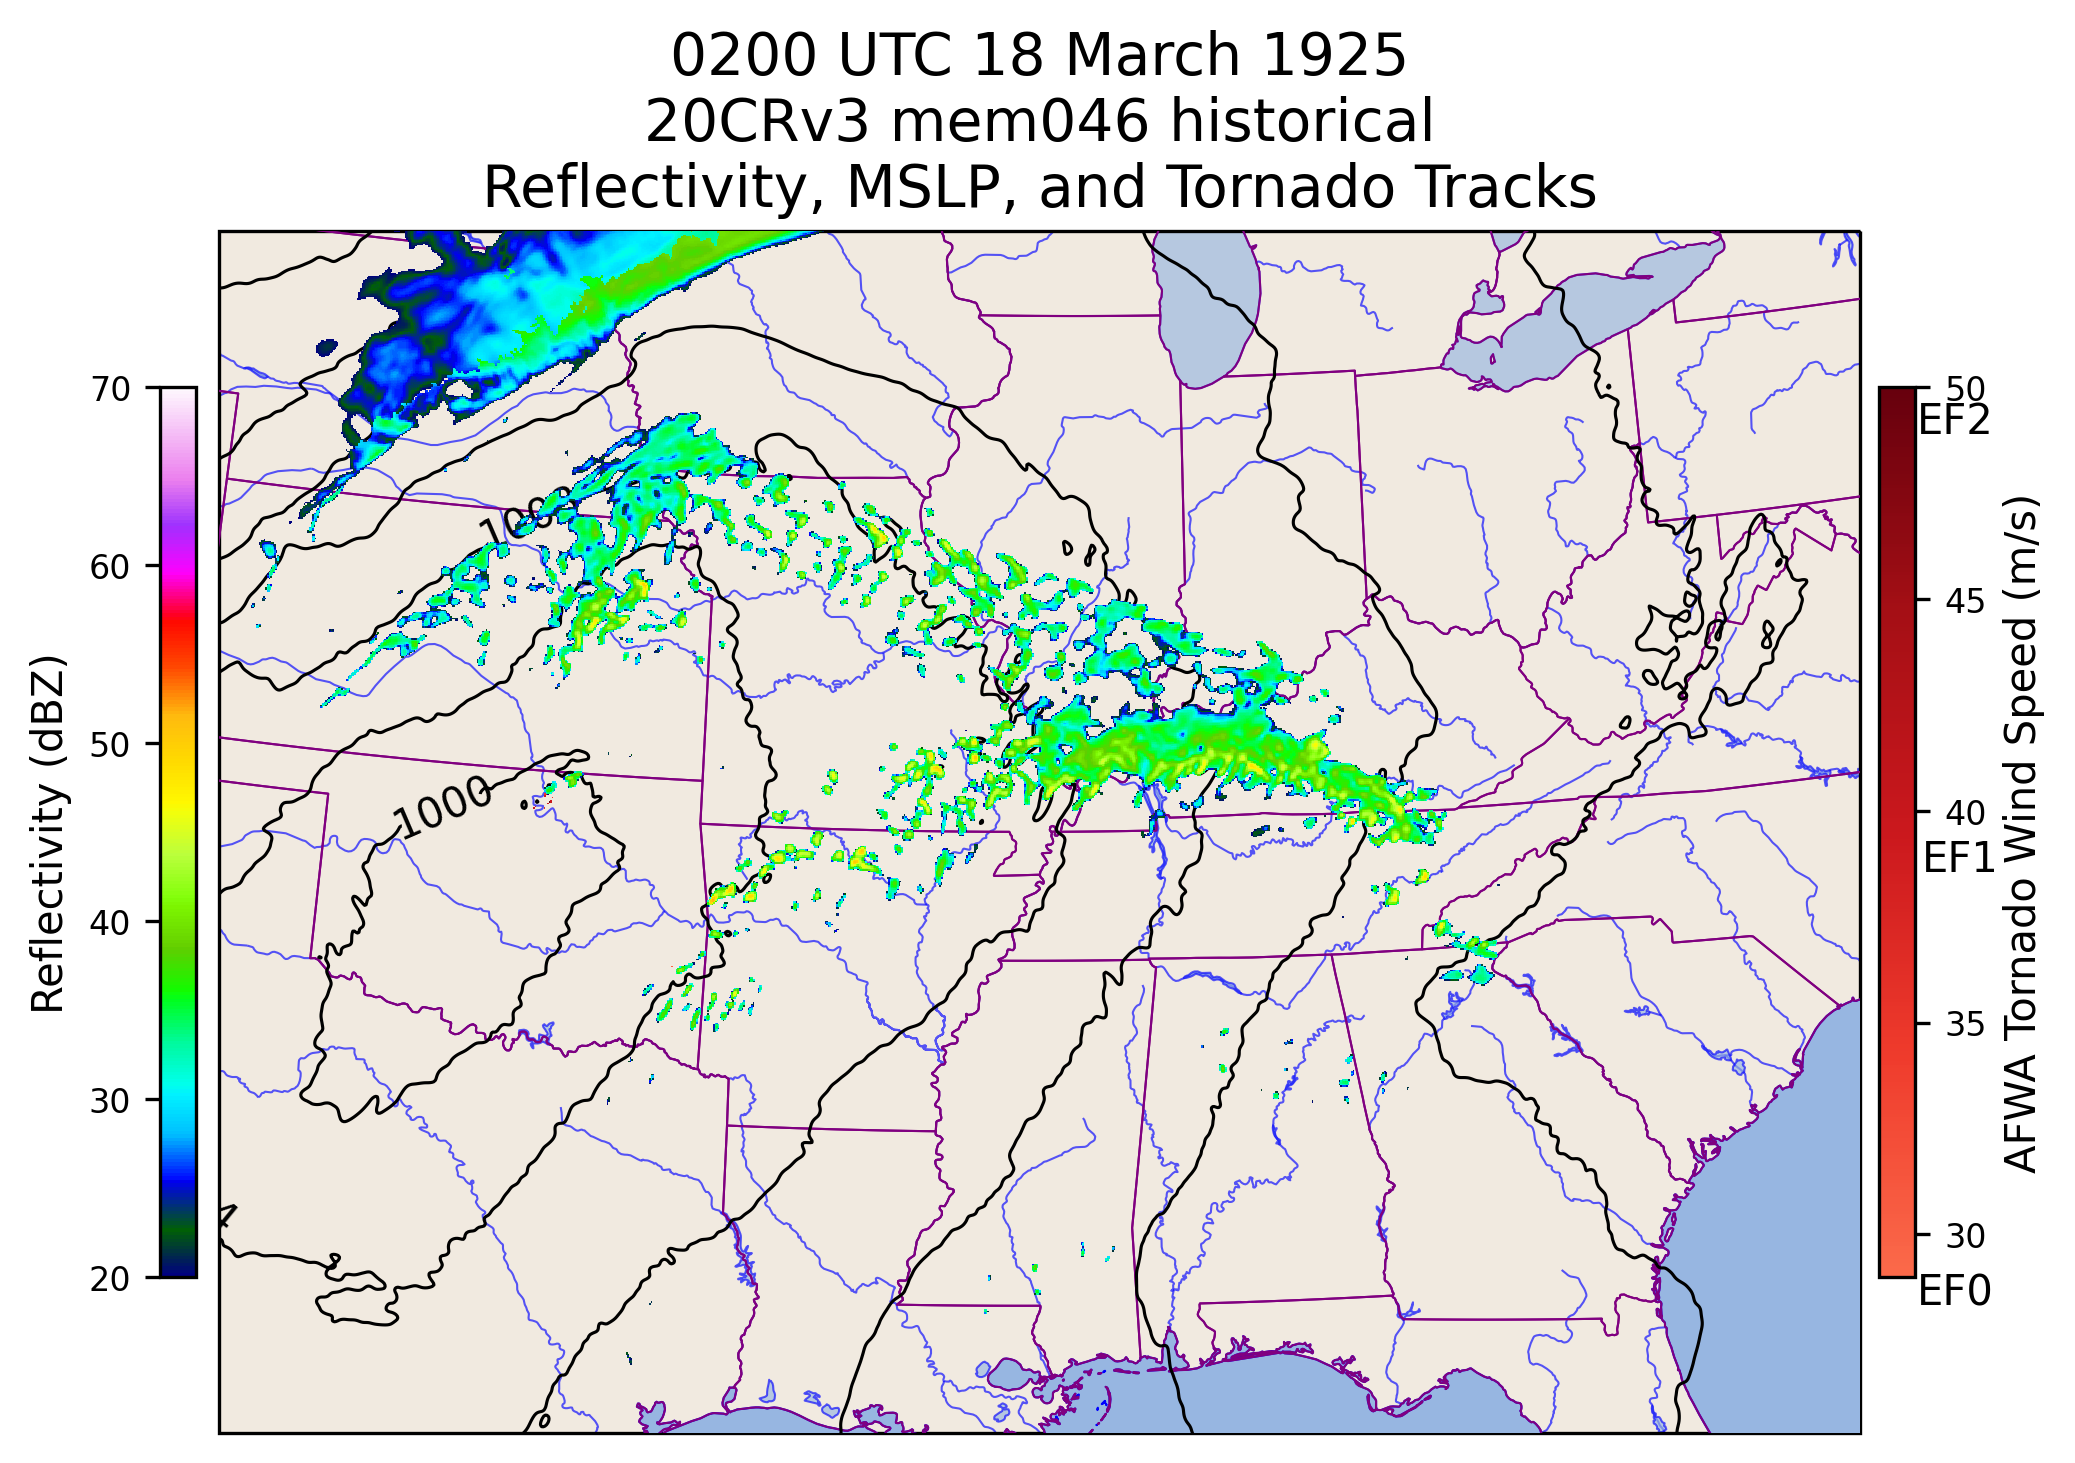 0200 UTC 18 March 1925
20CRv3 mem046 historical
Reflectivity, MSLP, and Tornado Tracks
70
60
50
40
30
20
Reflectivity (dBZ)
1000
50
EF2
45
40
EF1
35
30
EF0
AFWA Tornado Wind Speed (m/s)